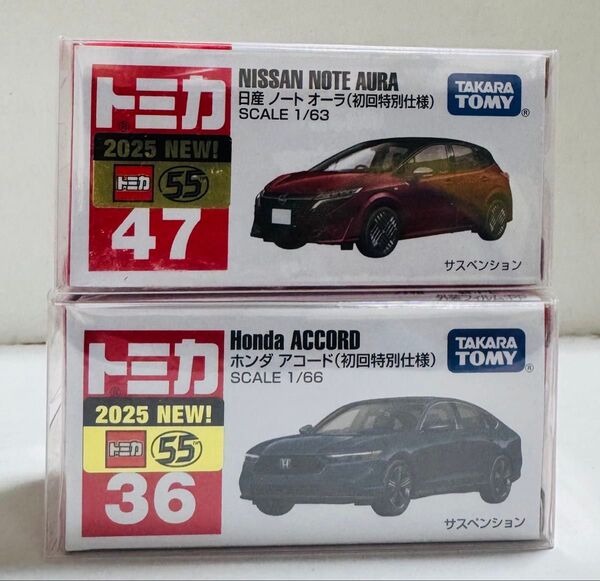 トミカ
®
2025 NEW!
トミカ 55
47
NISSAN NOTE AURA
日産 ノート オーラ(初回特別仕様)
SCALE 1/63
TAKARA
TOMY®
サスペンション
トミカ
2025 NEW!
トミカ 55
36
Honda ACCORD
ホンダ アコード(初回特別仕様)
SCALE 1/66
TAKARA
TOMY®
サスペンション